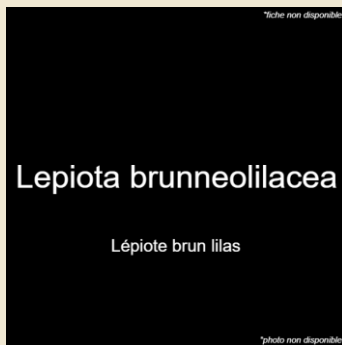 *fiche non disponible
Lepiota brunneolilacea
Lépiote brun lilas
*photo non disponible